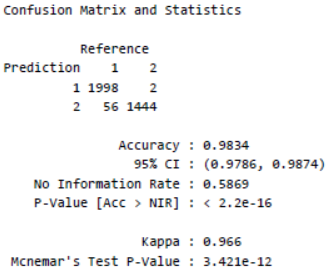 Confusion Matrix and Statistics
Reference
Prediction 1 2
1 1998 2
2 56 1444
Accuracy : 0.9834
95% CI : (0.9786, 0.9874)
No Information Rate : 0.5869
P-Value [Acc > NIR] : < 2.2e-16
Kappa : 0.966
Mcnemar's Test P-Value : 3.421e-12